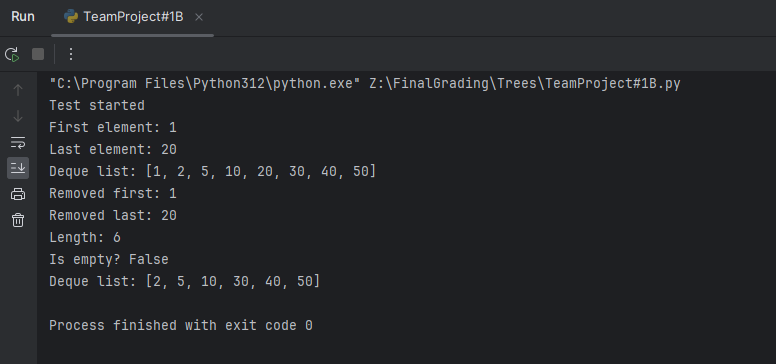 Run TeamProject#1B
"C:\Program Files\Python312\python.exe" Z:\FinalGrading\Trees\TeamProject#1B.py
Test started
First element: 1
Last element: 20
Deque list: [1, 2, 5, 10, 20, 30, 40, 50]
Removed first: 1
Removed last: 20
Length: 6
Is empty? False
Deque list: [2, 5, 10, 30, 40, 50]
Process finished with exit code 0